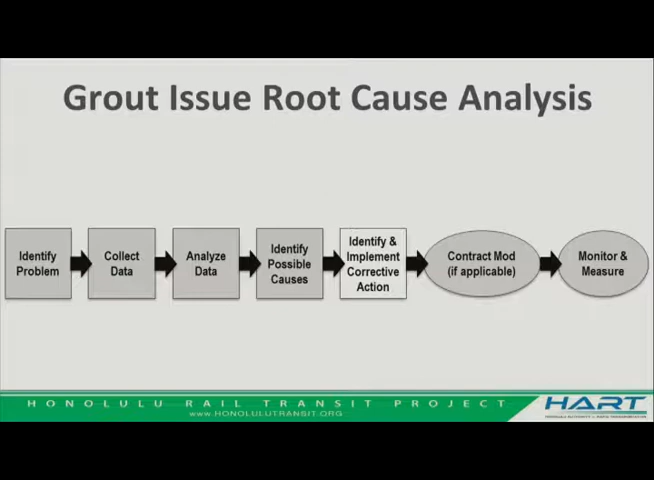 Grout Issue Root Cause Analysis
Identify
Problem
Collect
Data
Analyze
Data
Identify
Possible
Causes
Identify &
Implement
Corrective
Action
Contract Mod
(if applicable)
Monitor &
Measure
HONOLULU RAIL TRANSIT PROJECT
WWW.HONOLULUTRANSIT.ORG
HART